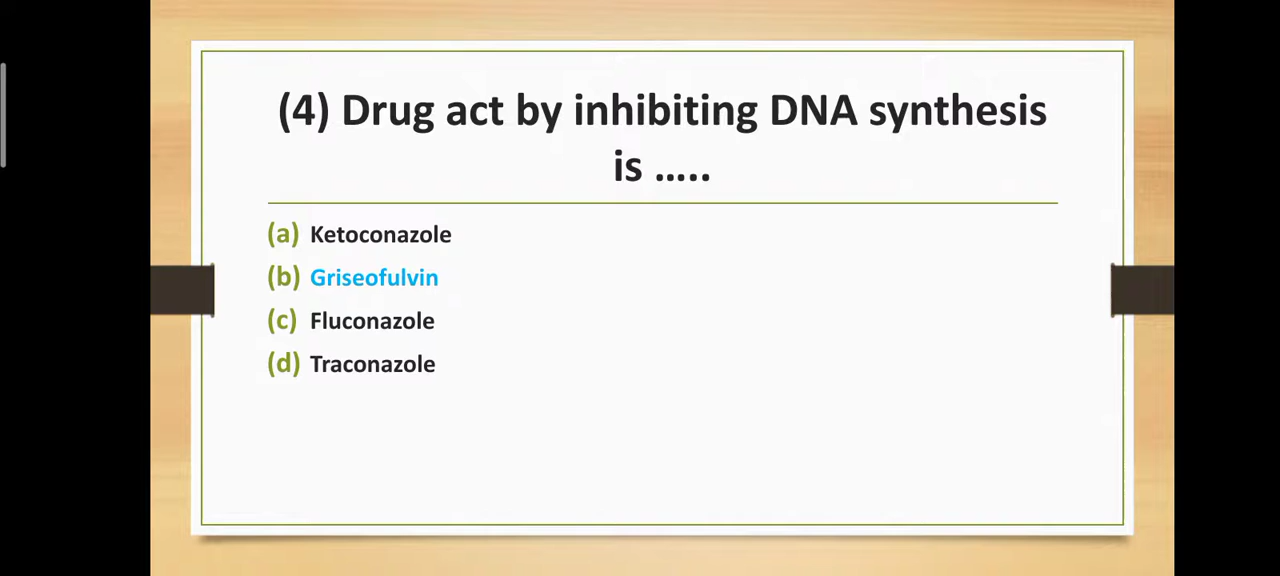 (4) Drug act by inhibiting DNA synthesis
is …..
(a) Ketoconazole
(b) Griseofulvin
(c) Fluconazole
(d) Traconazole